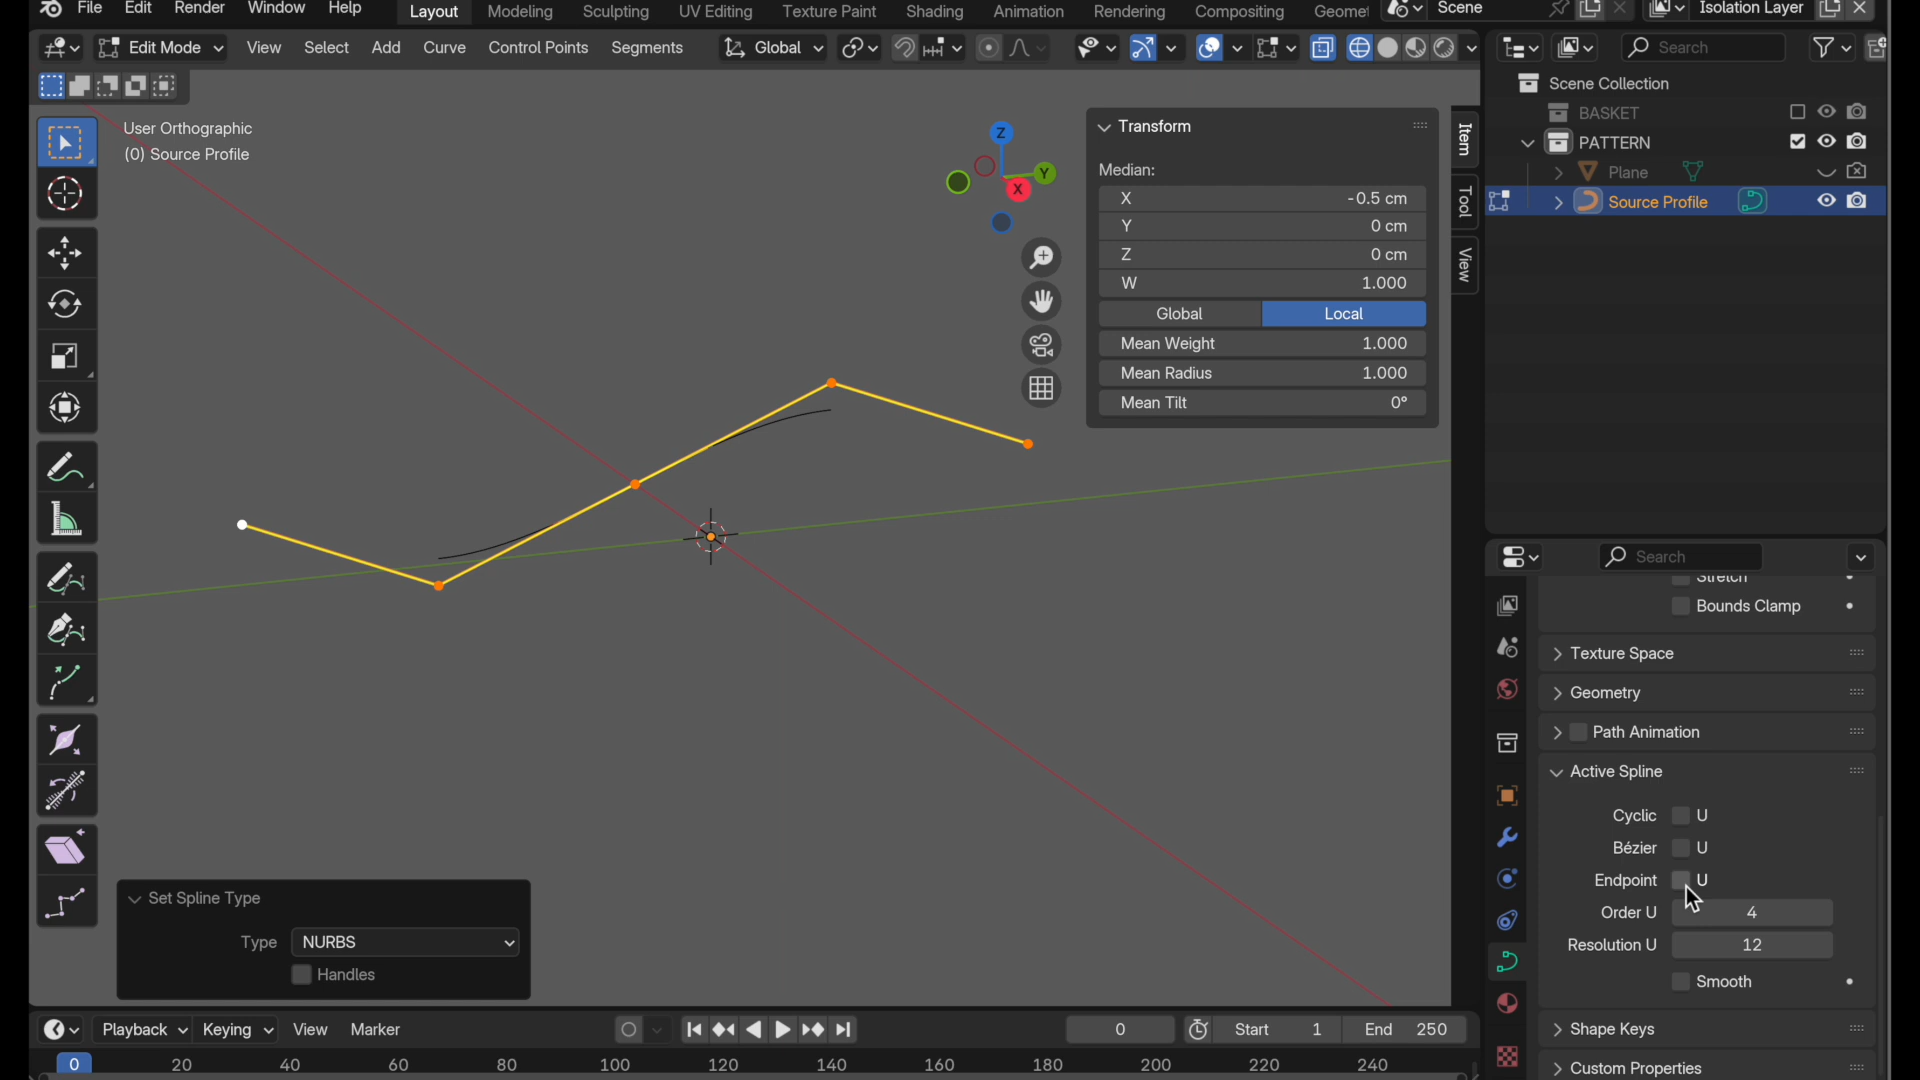 File Edit Render Window Help Layout Modeling Sculpting UV Editing Texture Paint Shading Animation Rendering Compositing Geomet Scene Isolation Layer
Edit Mode View Select Add Curve Control Points Segments Global
Search
User Orthographic
(0) Source Profile
Z
Y
X
Transform
Median:
X -0.5 cm
Y 0 cm
Z 0 cm
W 1.000
Global Local
Mean Weight 1.000
Mean Radius 1.000
Mean Tilt 0°
Item
Tool
View
Scene Collection
BASKET
PATTERN
Plane
Source Profile
Search
Stretch
Bounds Clamp
Texture Space
Geometry
Path Animation
Active Spline
Cyclic U
Bézier U
Endpoint U
Order U 4
Resolution U 12
Smooth
Shape Keys
Custom Properties
Set Spline Type
Type NURBS
Handles
Playback Keying View Marker 0 Start 1 End 250
0 20 40 60 80 100 120 140 160 180 200 220 240